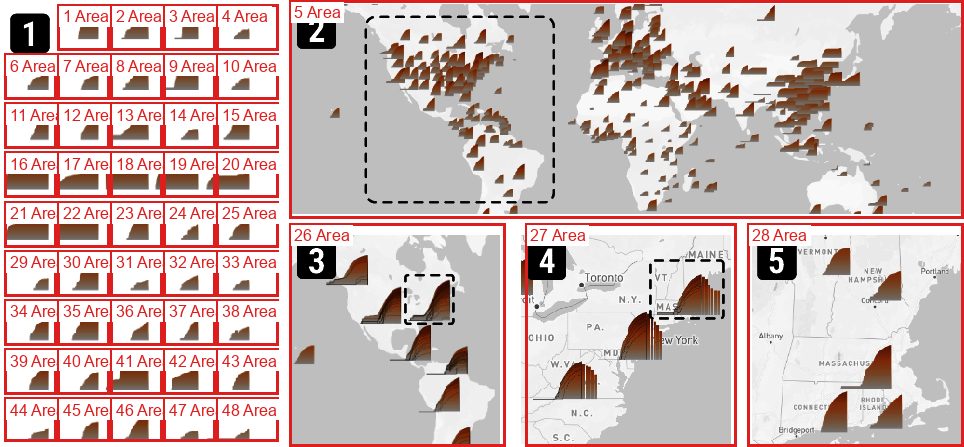 1
1 Area 2 Area 3 Area 4 Area
6 Area 7 Area 8 Area 9 Area 10 Area
11 Area 12 Area 13 Area 14 Area 15 Area
16 Area 17 Area 18 Area 19 Area 20 Area
21 Area 22 Area 23 Area 24 Area 25 Area
29 Area 30 Area 31 Area 32 Area 33 Area
34 Area 35 Area 36 Area 37 Area 38 Area
39 Area 40 Area 41 Area 42 Area 43 Area
44 Area 45 Area 46 Area 47 Area 48 Area
5 Area
2
26 Area
3
27 Area
4
MAINE
Toronto
VT.
N.Y.
MAS
PA.
ew York
OHIO
MD
W.V
N.C.
S.C.
28 Area
5
VERMONT
NEW
HAMPSH
Portland
Concord
Albany
MASSACHUS
CONNECT
RHODE
ISLAND
Bridgeport